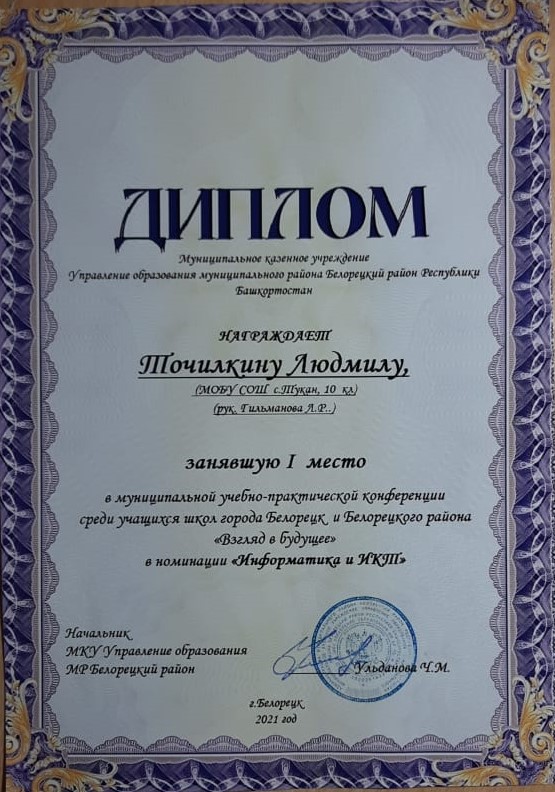 ДИПЛОМ
Муниципальное казенное учреждение
Управление образования муниципального района Белорецкий район Республики
Башкортостан
НАГРАЖДАЕТ
Точилкину Людмилу,
(МОБУ СОШ с.Тукан, 10 кл)
(рук. Гильманова Л.Р..)
занявшую I место
в муниципальной учебно-практической конференции
среди учащихся школ города Белорецк и Белорецкого района
«Взгляд в будущее»
в номинации «Информатика и ИКТ»
Начальник
МКУ Управление образования
МР Белорецкий район Ульданова Ч.М.
г.Белорецк
2021 год